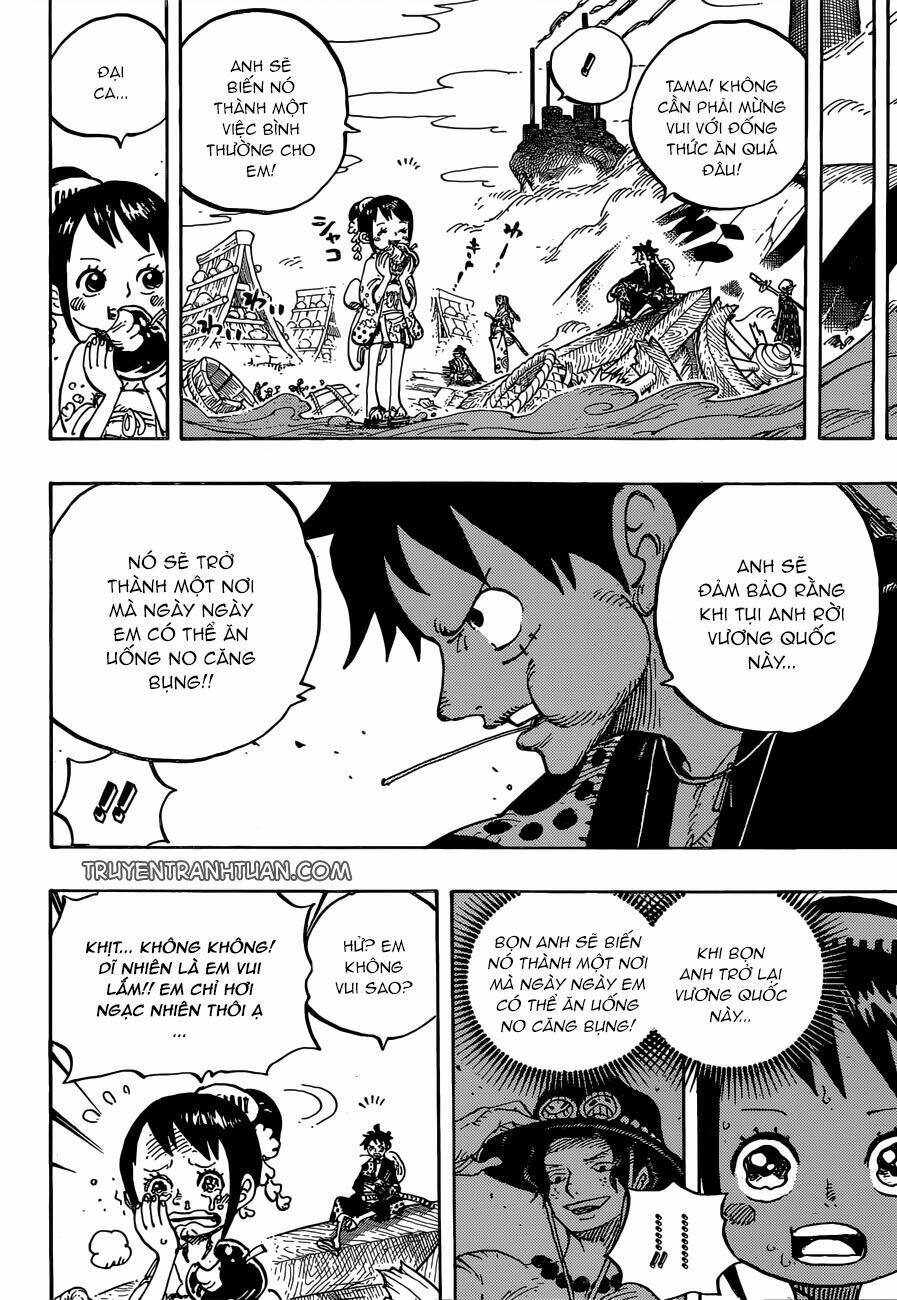 TAMA! KHÔNG
CẦN PHẢI MỪNG
VUI VỚI ĐỐNG
THỨC ĂN QUÁ
ĐÂU!
!
ANH SẼ
BIẾN NÓ
THÀNH MỘT
VIỆC BÌNH
THƯỜNG CHO
EM!
ĐẠI
CA...
ANH SẼ
ĐẢM BẢO RẰNG
KHI TỤI ANH RỜI
VƯƠNG QUỐC
NÀY...
NÓ SẼ TRỞ
THÀNH MỘT NƠI
MÀ NGÀY NGÀY
EM CÓ THỂ ĂN
UỐNG NO CĂNG
BỤNG!!
!!
TRUYENTRANHTUAN.COM
KHI BỌN
ANH TRỞ LẠI
VƯƠNG QUỐC
NÀY...
BỌN ANH SẼ BIẾN
NÓ THÀNH MỘT NƠI
MÀ NGÀY NGÀY EM
CÓ THỂ ĂN UỐNG
NO CĂNG BỤNG!
HỬ? EM
KHÔNG
VUI SAO?
KHỊT... KHÔNG KHÔNG!
DĨ NHIÊN LÀ EM VUI
LẮM!! EM CHỈ HƠI
NGẠC NHIÊN THÔI Ạ
...